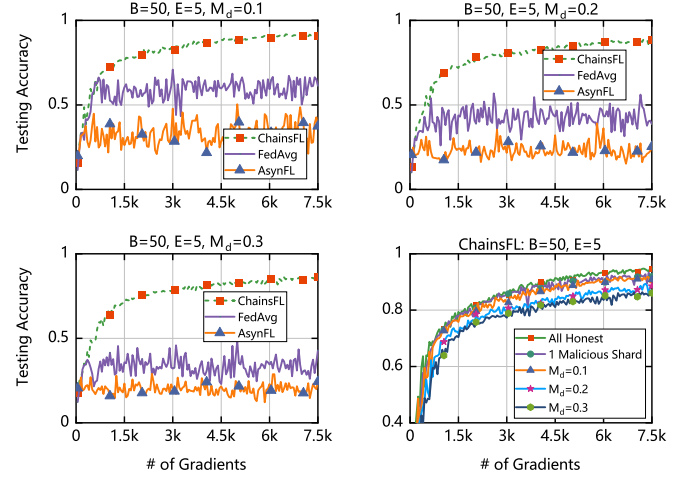 B=50, E=5, M_d=0.1
Testing Accuracy
1
0.5
0
ChainsFL
FedAvg
AsynFL
0 1.5k 3k 4.5k 6k 7.5k
B=50, E=5, M_d=0.2
1
0.5
0
ChainsFL
FedAvg
AsynFL
0 1.5k 3k 4.5k 6k 7.5k
B=50, E=5, M_d=0.3
Testing Accuracy
1
0.5
0
ChainsFL
FedAvg
AsynFL
0 1.5k 3k 4.5k 6k 7.5k
# of Gradients
ChainsFL: B=50, E=5
1
0.8
0.6
0.4
All Honest
1 Malicious Shard
M_d=0.1
M_d=0.2
M_d=0.3
0 1.5k 3k 4.5k 6k 7.5k
# of Gradients